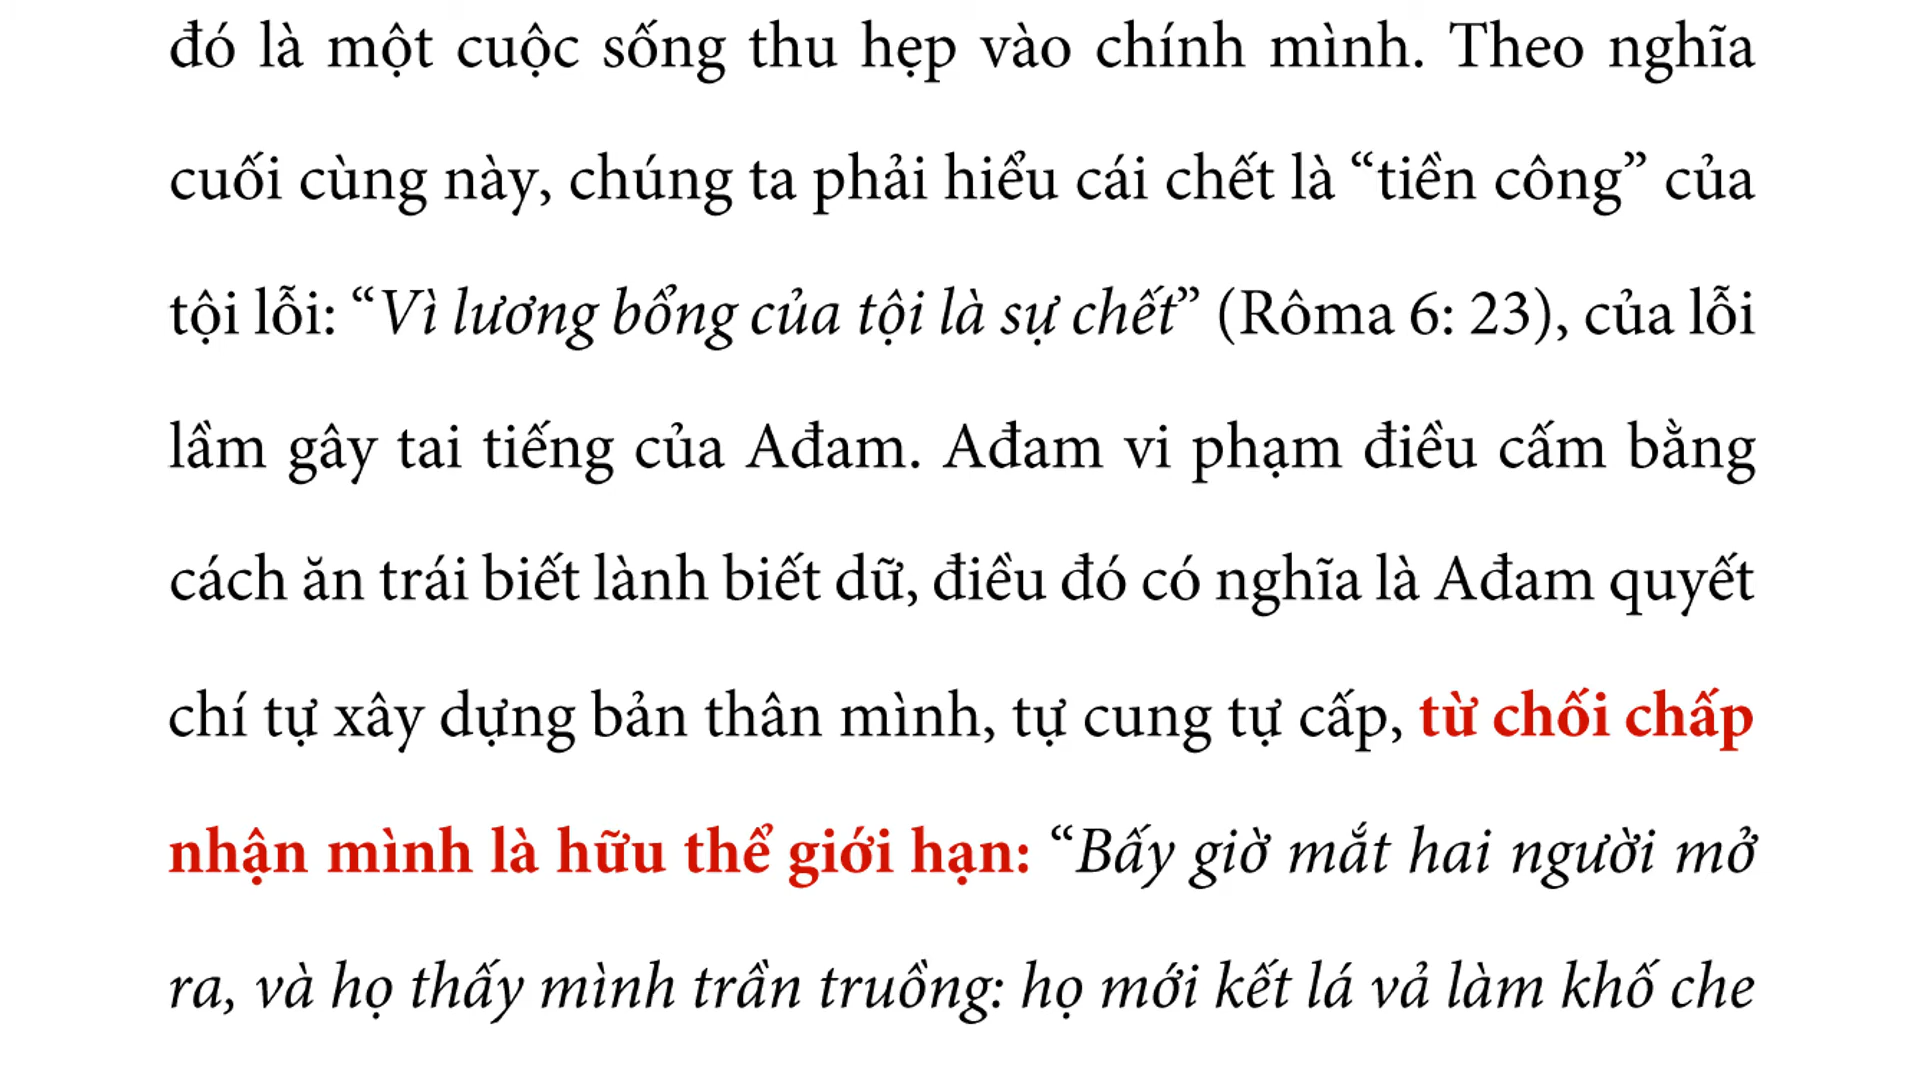 đó là một cuộc sống thu hẹp vào chính mình. Theo nghĩa
cuối cùng này, chúng ta phải hiểu cái chết là “tiền công” của
tội lỗi: “Vì lương bổng của tội là sự chết” (Rôma 6: 23), của lỗi
lầm gây tai tiếng của Ađam. Ađam vi phạm điều cấm bằng
cách ăn trái biết lành biết dữ, điều đó có nghĩa là Ađam quyết
chí tự xây dựng bản thân mình, tự cung tự cấp, từ chối chấp
nhận mình là hữu thể giới hạn: “Bấy giờ mắt hai người mở
ra, và họ thấy mình trần truồng: họ mới kết lá vả làm khố che